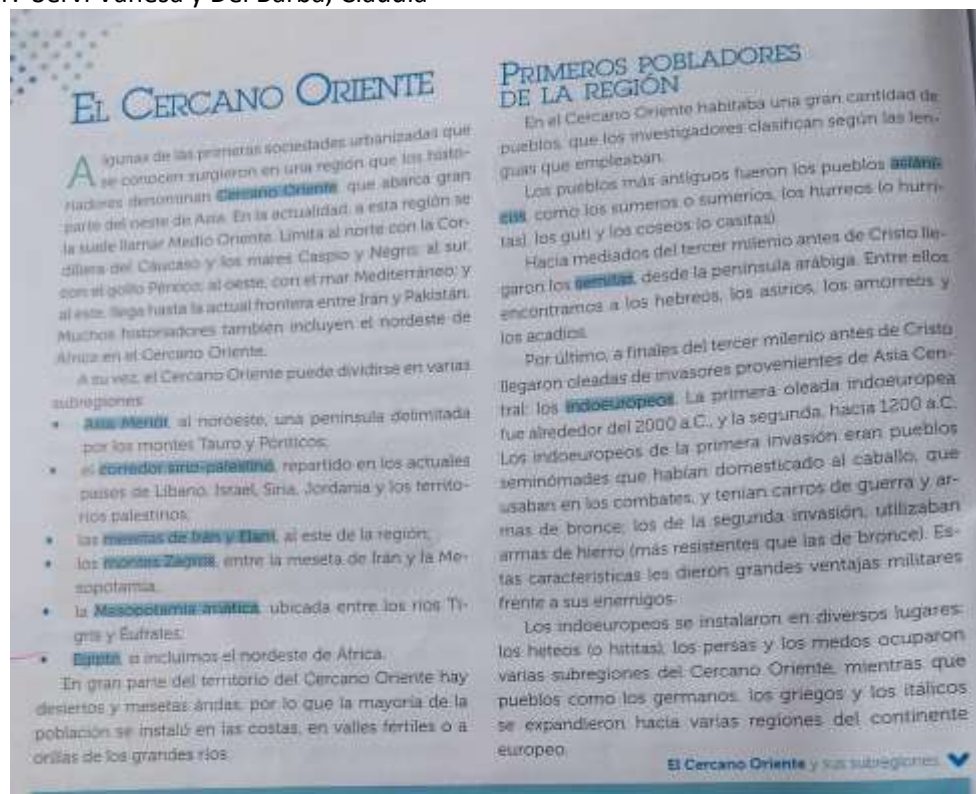 Servi Vanesa y Del Barba, Claudia
EL CERCANO ORIENTE
Algunas de las primeras sociedades urbanizadas que
se conocen surgieron en una región que los histo-
riadores denominan Cercano Oriente, que abarca gran
parte del oeste de Asia. En la actualidad, a esta región se
la suele llamar Medio Oriente. Limita al norte con la Cor-
dillera del Cáucaso y los mares Caspio y Negro; al sur,
con el golfo Pérsico; al oeste, con el mar Mediterráneo; y
al este, llega hasta la actual frontera entre Irán y Pakistán.
Muchos historiadores también incluyen el nordeste de
África en el Cercano Oriente.
A su vez, el Cercano Oriente puede dividirse en varias
subregiones:
• Asia Menor, al noroeste, una península delimitada
por los montes Tauro y Pónticos;
• el corredor sirio-palestino, repartido en los actuales
países de Líbano, Israel, Siria, Jordania y los territo-
rios palestinos;
• las mesetas de Irán y Elam, al este de la región;
• los montes Zagros, entre la meseta de Irán y la Me-
sopotamia;
• la Mesopotamia asiática, ubicada entre los ríos Ti-
gris y Éufrates;
• Egipto, si incluimos el nordeste de África.
En gran parte del territorio del Cercano Oriente hay
desiertos y mesetas áridas, por lo que la mayoría de la
población se instaló en las costas, en valles fértiles o a
orillas de los grandes ríos.
PRIMEROS POBLADORES
DE LA REGIÓN
En el Cercano Oriente habitaba una gran cantidad de
pueblos, que los investigadores clasifican según las len-
guas que empleaban.
Los pueblos más antiguos fueron los pueblos asiáni-
cos, como los sumeros o sumerios, los hurreos (o hurri-
tas), los guti y los coseos (o casitas).
Hacia mediados del tercer milenio antes de Cristo lle-
garon los semitas, desde la península arábiga. Entre ellos
encontramos a los hebreos, los asirios, los amorreos y
los acadios.
Por último, a finales del tercer milenio antes de Cristo
llegaron oleadas de invasores provenientes de Asia Cen-
tral: los indoeuropeos. La primera oleada indoeuropea
fue alrededor del 2000 a.C., y la segunda, hacia 1200 a.C.
Los indoeuropeos de la primera invasión eran pueblos
seminómades que habían domesticado al caballo, que
usaban en los combates, y tenían carros de guerra y ar-
mas de bronce; los de la segunda invasión, utilizaban
armas de hierro (más resistentes que las de bronce). Es-
tas características les dieron grandes ventajas militares
frente a sus enemigos.
Los indoeuropeos se instalaron en diversos lugares:
los heteos (o hititas), los persas y los medos ocuparon
varias subregiones del Cercano Oriente, mientras que
pueblos como los germanos, los griegos y los itálicos
se expandieron hacia varias regiones del continente
europeo.
El Cercano Oriente y sus subregiones